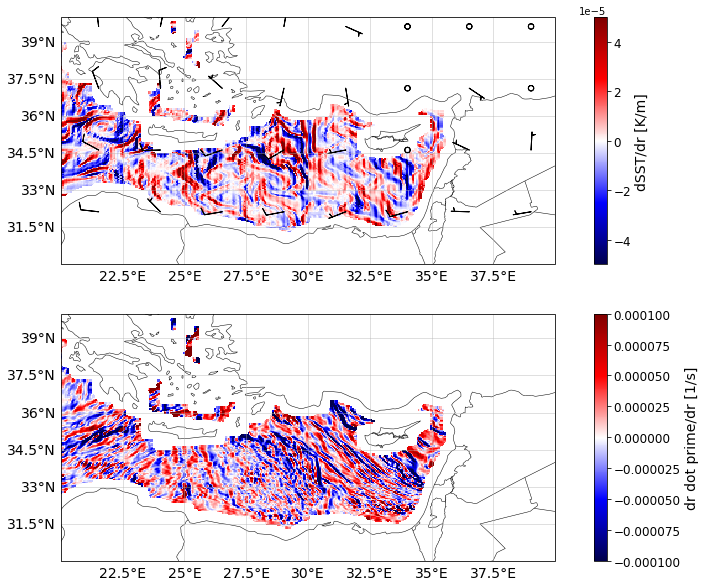 1e−5
39°N
37.5°N
36°N
34.5°N
33°N
31.5°N
22.5°E 25°E 27.5°E 30°E 32.5°E 35°E 37.5°E
4
2
0
−2
−4
dSST/dr [K/m]
39°N
37.5°N
36°N
34.5°N
33°N
31.5°N
22.5°E 25°E 27.5°E 30°E 32.5°E 35°E 37.5°E
0.000100
0.000075
0.000050
0.000025
0.000000
−0.000025
−0.000050
−0.000075
−0.000100
dr dot prime/dr [1/s]